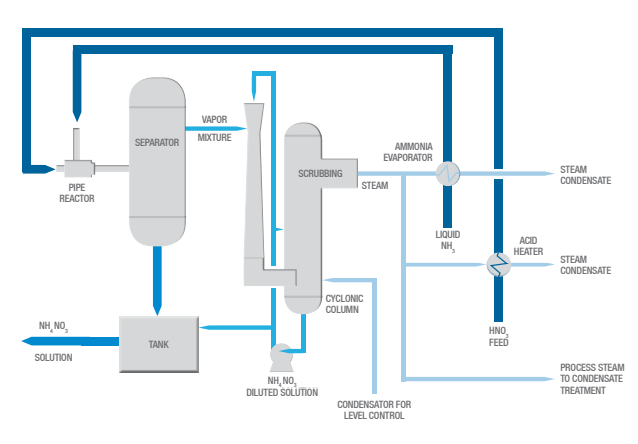 VAPOR
MIXTURE
SEPARATOR
AMMONIA
EVAPORATOR
SCRUBBING
STEAM
STEAM
CONDENSATE
PIPE
REACTOR
LIQUID
NH3
ACID
HEATER
STEAM
CONDENSATE
CYCLONIC
COLUMN
NH4NO3
SOLUTION
TANK
HNO3
FEED
NH4NO3
DILUTED SOLUTION
PROCESS STEAM
TO CONDENSATE
TREATMENT
CONDENSATOR FOR
LEVEL CONTROL